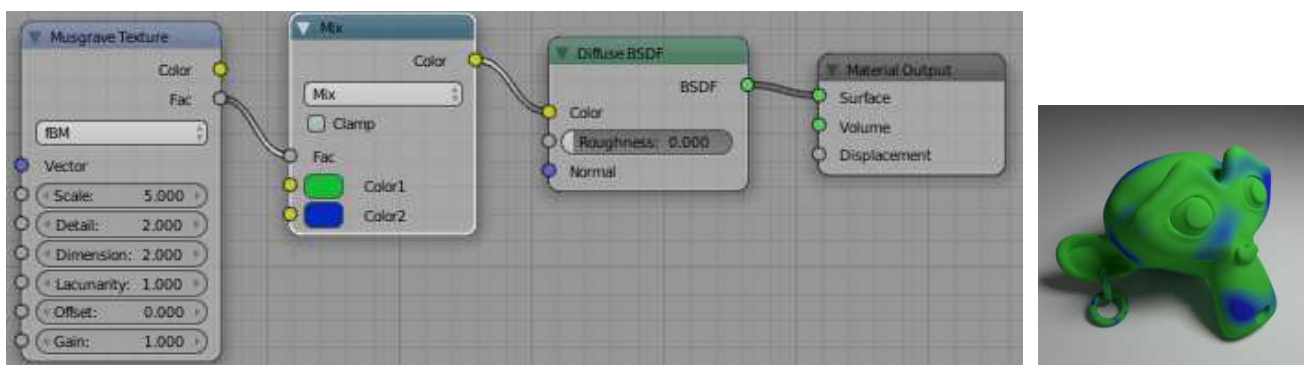 Musgrave Texture
Color
Fac
fBM
Vector
Scale: 5.000
Detail: 2.000
Dimension: 2.000
Lacunarity: 1.000
Offset: 0.000
Gain: 1.000
Mix
Color
Mix
Clamp
Fac
Color1
Color2
Diffuse BSDF
BSDF
Color
Roughness: 0.000
Normal
Material Output
Surface
Volume
Displacement